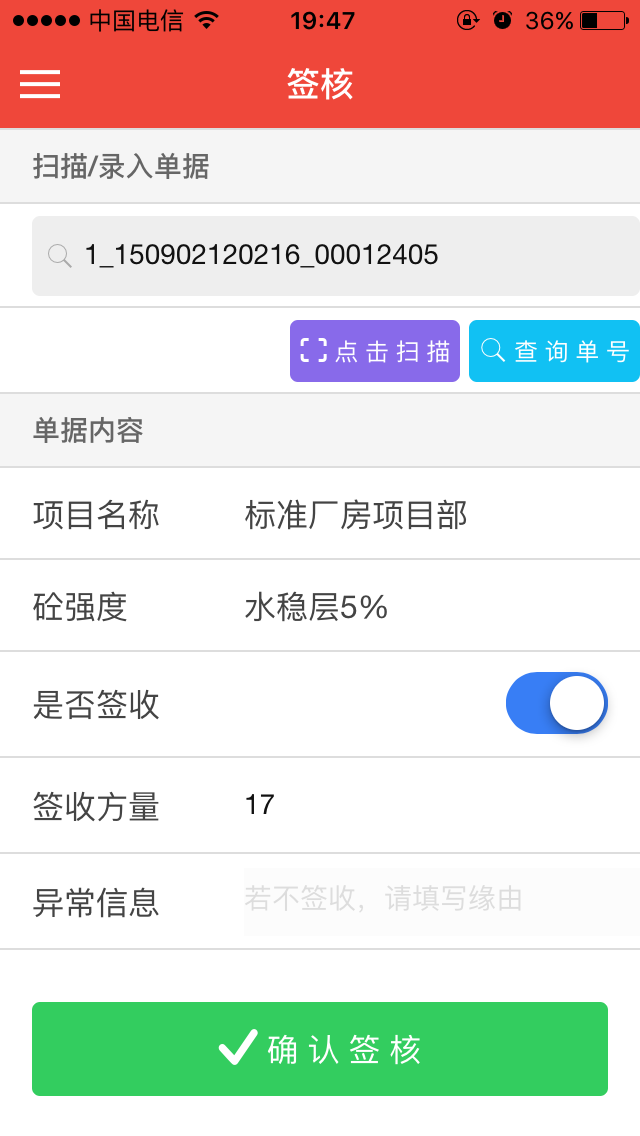 中国电信 19:47 36%
签核
扫描/录入单据
1_150902120216_00012405
点击扫描 查询单号
单据内容
项目名称 标准厂房项目部
砼强度 水稳层5%
是否签收
签收方量 17
异常信息 若不签收，请填写缘由
确认签核